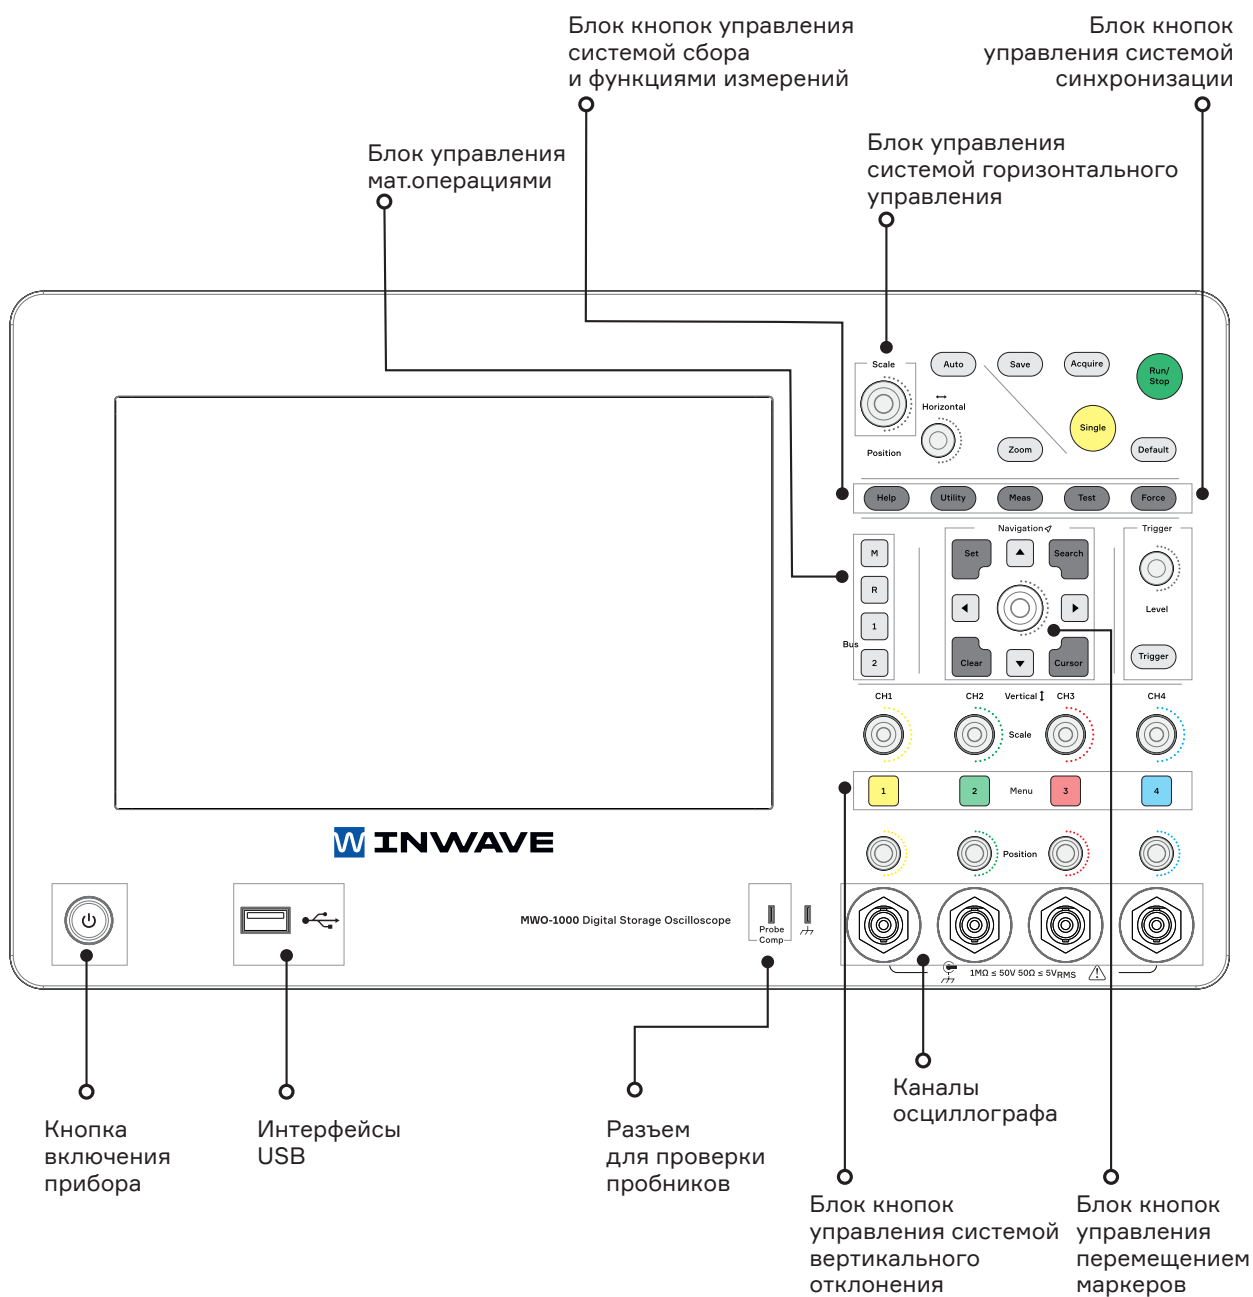 Блок кнопок управления
системой сбора
и функциями измерений
Блок кнопок
управления системой
синхронизации
Блок управления
мат.операциями
Блок управления
системой горизонтального
управления
Scale
Auto
Save
Acquire
Run/
Stop
Horizontal
Single
Position
Zoom
Default
Help
Utility
Meas
Test
Force
Navigation
Trigger
M
Set
Search
R
Level
1
Bus
2
Clear
Cursor
Trigger
CH1
CH2
Vertical
CH3
CH4
Scale
1
2
Menu
3
4
W INWAVE
Position
MWO-1000 Digital Storage Oscilloscope
Probe
Comp
1MΩ ≤ 50V 50Ω ≤ 5VRMS
Кнопка
включения
прибора
Интерфейсы
USB
Разъем
для проверки
пробников
Каналы
осциллографа
Блок кнопок
управления системой
вертикального
отклонения
Блок кнопок
управления
перемещением
маркеров